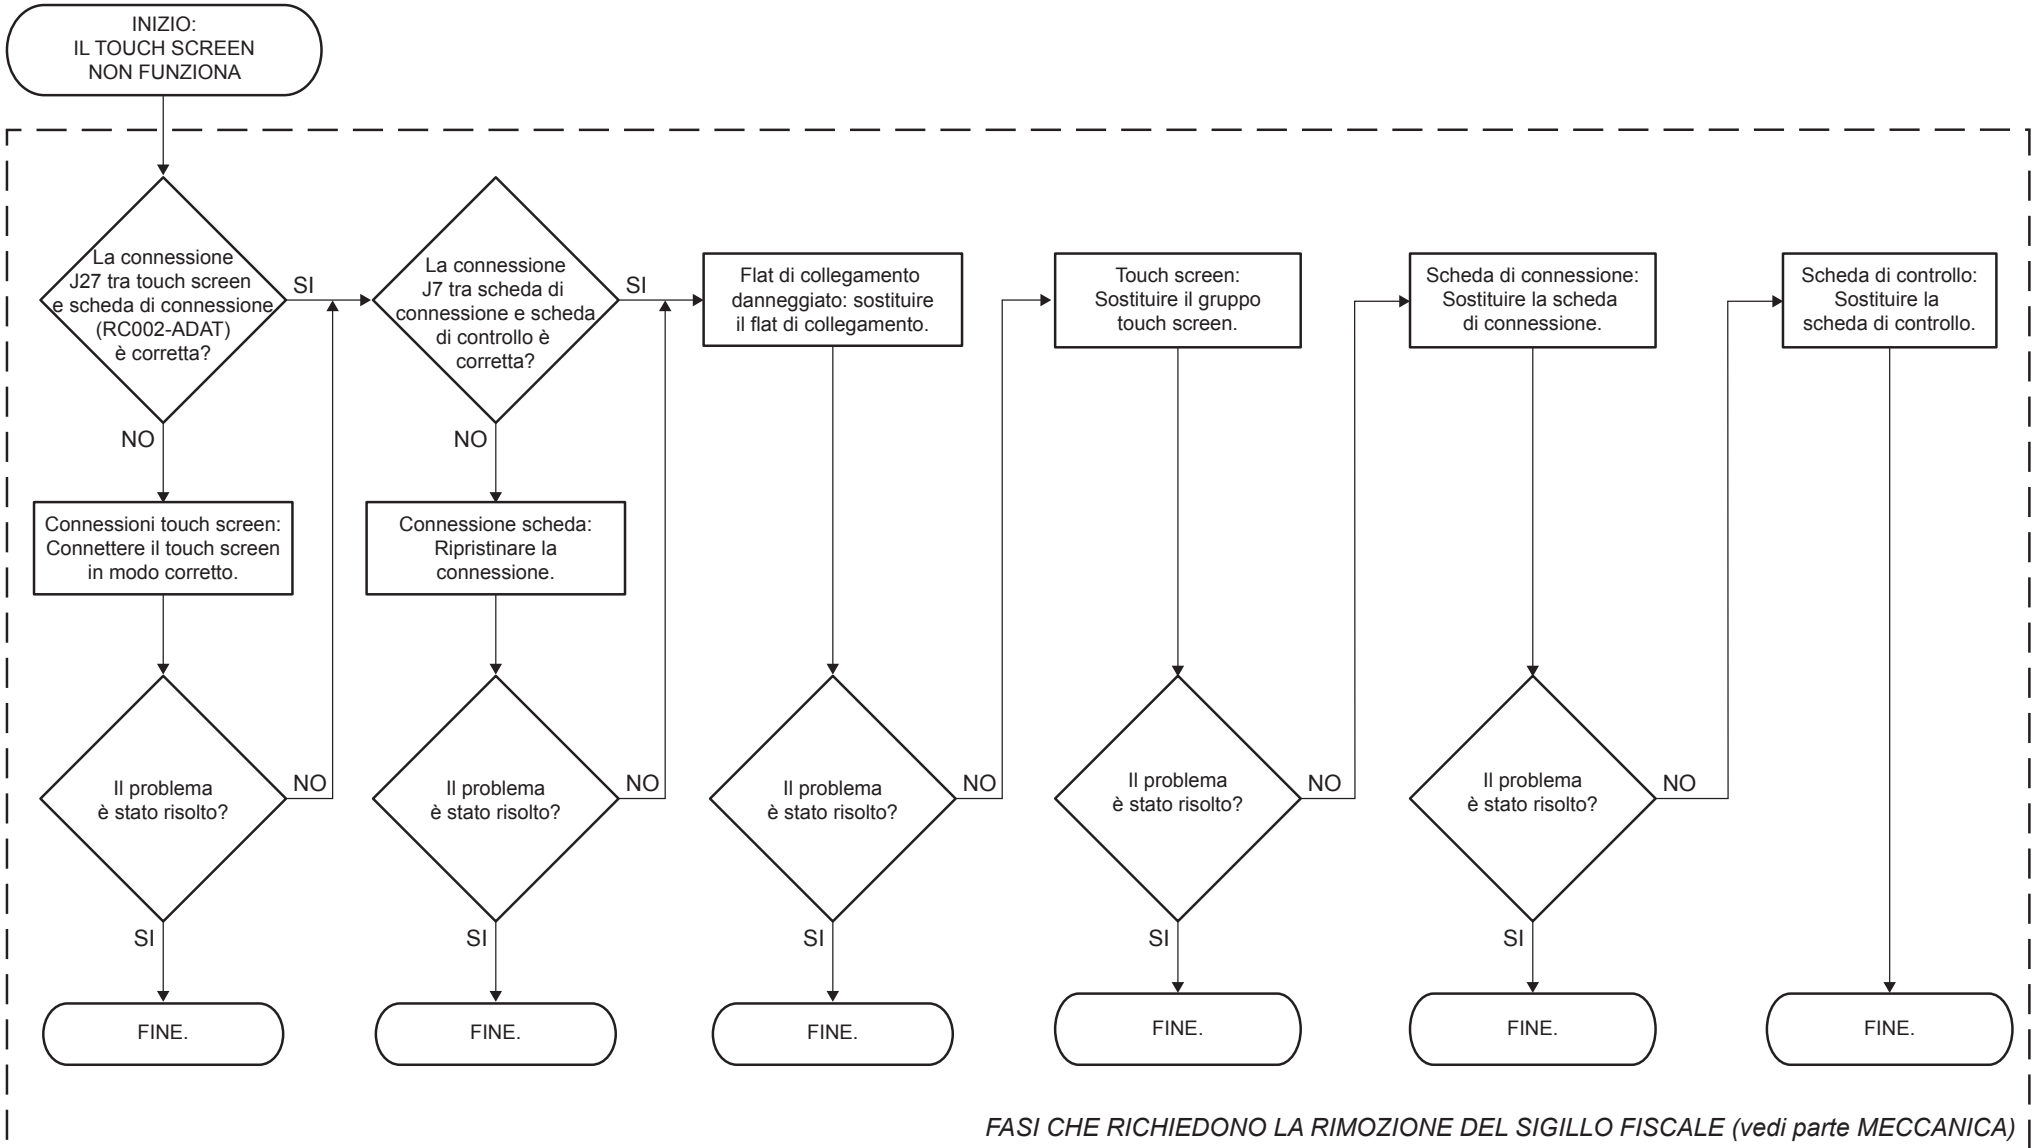 INIZIO:
IL TOUCH SCREEN
NON FUNZIONA
La connessione
J27 tra touch screen
e scheda di connessione
(RC002-ADAT)
è corretta?
SI
NO
La connessione
J7 tra scheda di
connessione e scheda
di controllo è
corretta?
SI
NO
Flat di collegamento
danneggiato: sostituire
il flat di collegamento.
Touch screen:
Sostituire il gruppo
touch screen.
Scheda di connessione:
Sostituire la scheda
di connessione.
Scheda di controllo:
Sostituire la
scheda di controllo.
Connessioni touch screen:
Connettere il touch screen
in modo corretto.
Connessione scheda:
Ripristinare la
connessione.
Il problema
è stato risolto?
NO
SI
Il problema
è stato risolto?
NO
SI
Il problema
è stato risolto?
NO
SI
Il problema
è stato risolto?
NO
SI
Il problema
è stato risolto?
NO
SI
FINE.
FINE.
FINE.
FINE.
FINE.
FINE.
FASI CHE RICHIEDONO LA RIMOZIONE DEL SIGILLO FISCALE (vedi parte MECCANICA)